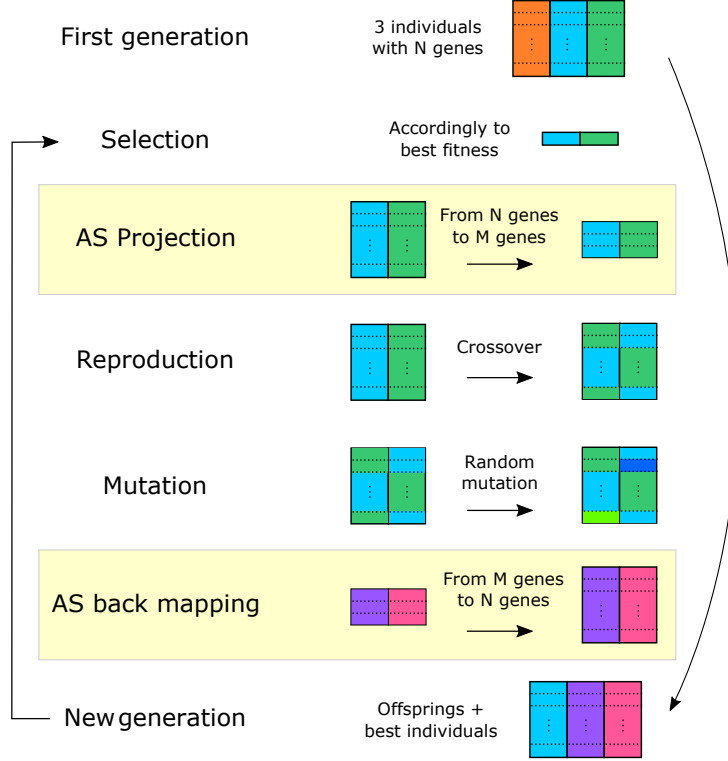 First generation
3 individuals
with N genes
Selection
Accordingly to
best fitness
AS Projection
From N genes
to M genes
Reproduction
Crossover
Mutation
Random
mutation
AS back mapping
From M genes
to N genes
New generation
Offsprings +
best individuals